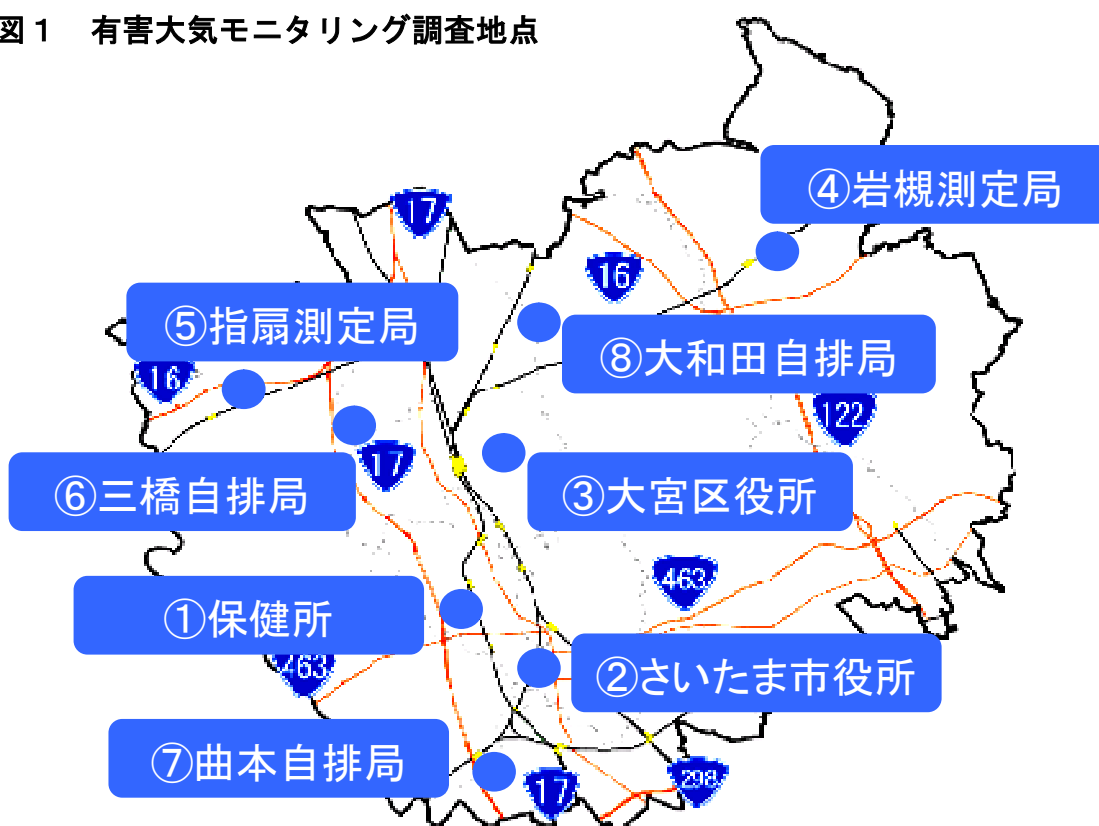 図１　有害大気モニタリング調査地点
17
④岩槻測定局
16
⑤指扇測定局
⑧大和田自排局
16
122
17
⑥三橋自排局
③大宮区役所
463
①保健所
463
②さいたま市役所
⑦曲本自排局
298
17